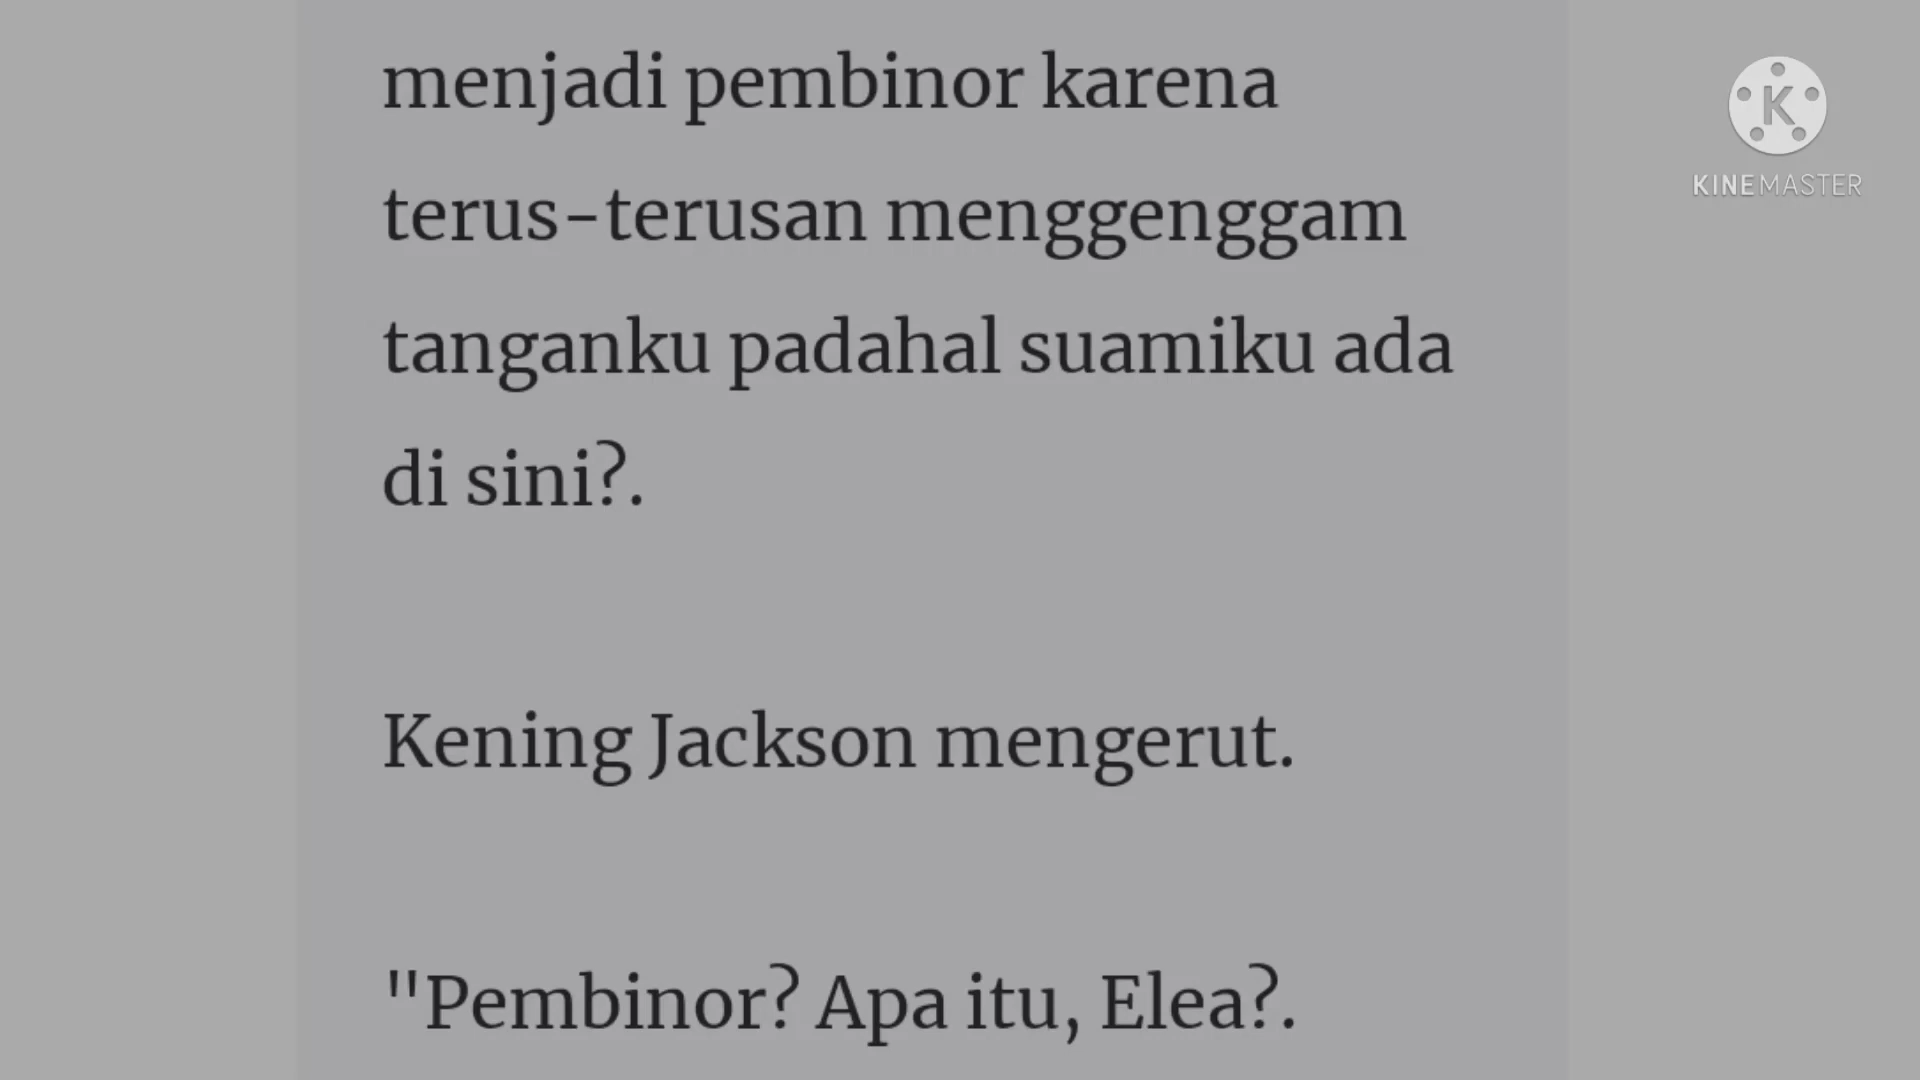 menjadi pembinor karena
terus-terusan menggenggam
tanganku padahal suamiku ada
di sini?.
Kening Jackson mengerut.
"Pembinor? Apa itu, Elea?.
K
KINEMASTER